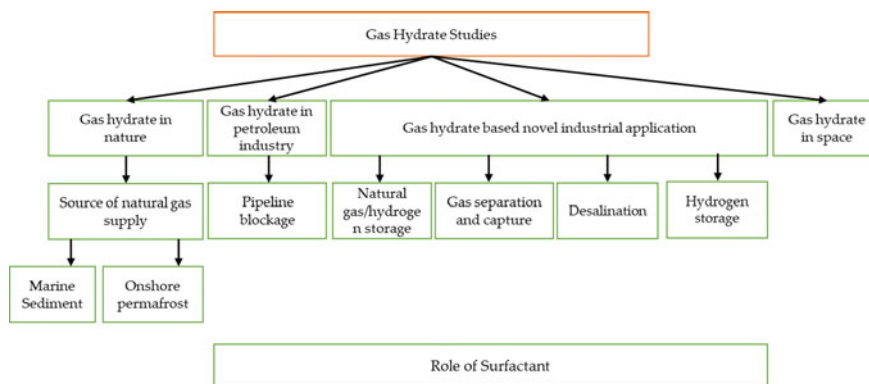 Gas Hydrate Studies
Gas hydrate in
nature
Gas hydrate in
petroleum
industry
Gas hydrate based novel industrial application
Gas hydrate
in space
Source of natural gas
supply
Pipeline
blockage
Natural
gas/hydroge
n storage
Gas separation
and capture
Desalination
Hydrogen
storage
Marine
Sediment
Onshore
permafrost
Role of Surfactant